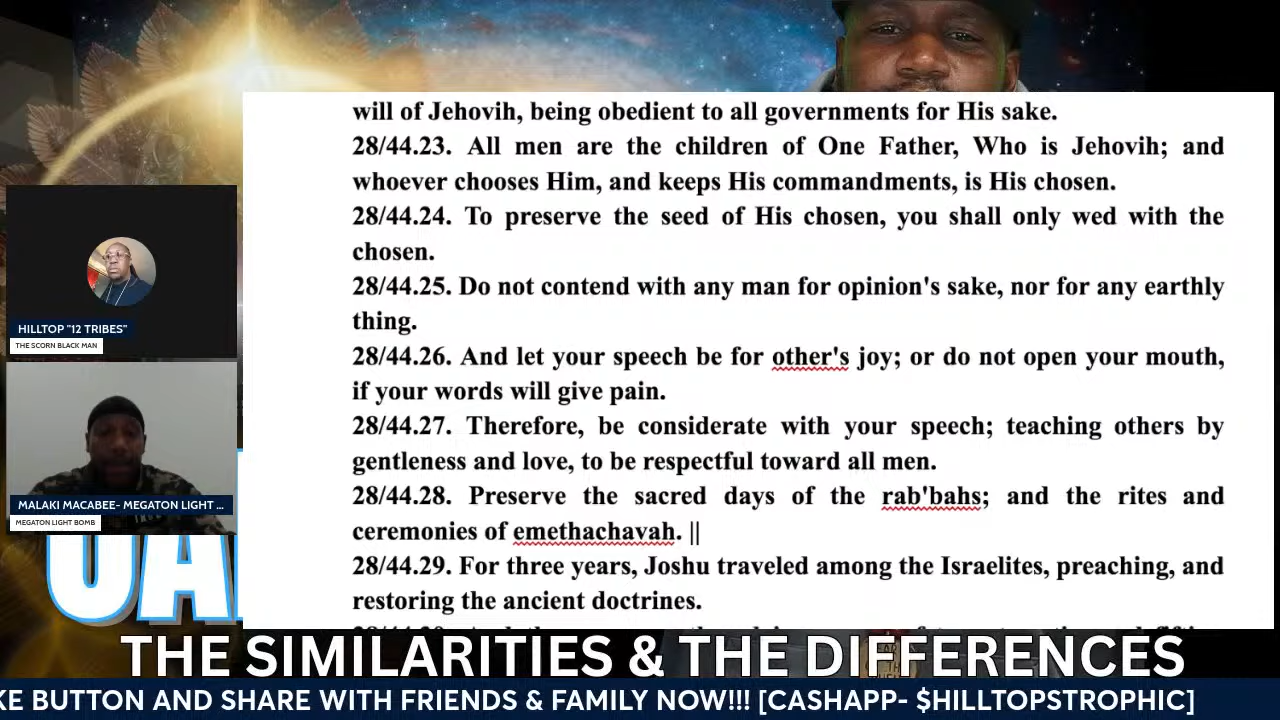 will of Jehovih, being obedient to all governments for His sake.
28/44.23. All men are the children of One Father, Who is Jehovih; and
whoever chooses Him, and keeps His commandments, is His chosen.
28/44.24. To preserve the seed of His chosen, you shall only wed with the
chosen.
28/44.25. Do not contend with any man for opinion's sake, nor for any earthly
thing.
28/44.26. And let your speech be for other's joy; or do not open your mouth,
if your words will give pain.
28/44.27. Therefore, be considerate with your speech; teaching others by
gentleness and love, to be respectful toward all men.
28/44.28. Preserve the sacred days of the rab'bahs; and the rites and
ceremonies of emethachavah. ||
28/44.29. For three years, Joshu traveled among the Israelites, preaching, and
restoring the ancient doctrines.
HILLTOP "12 TRIBES"
THE SCORN BLACK MAN
MALAKI MACABEE- MEGATON LIGHT ...
MEGATON LIGHT BOMB
THE SIMILARITIES & THE DIFFERENCES
KE BUTTON AND SHARE WITH FRIENDS & FAMILY NOW!!! [CASHAPP- $HILLTOPSTROPHIC]